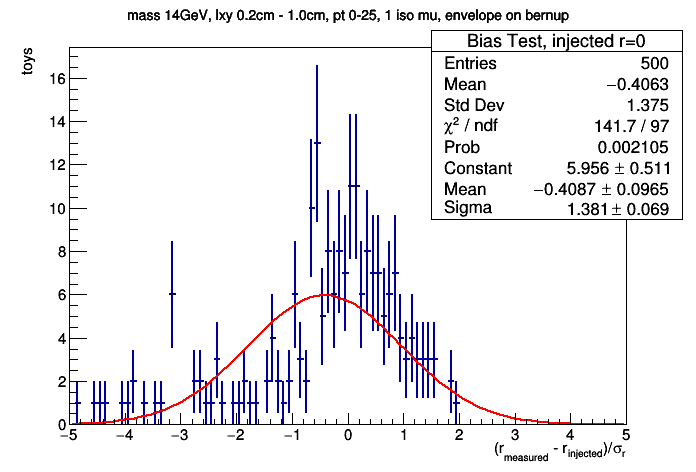 mass 14GeV, lxy 0.2cm - 1.0cm, pt 0-25, 1 iso mu, envelope on bernup
Bias Test, injected r=0
Entries 500
Mean −0.4063
Std Dev 1.375
χ² / ndf 141.7 / 97
Prob 0.002105
Constant 5.956 ± 0.511
Mean −0.4087 ± 0.0965
Sigma 1.381 ± 0.069
toys
16
14
12
10
8
6
4
2
0
−5 −4 −3 −2 −1 0 1 2 3 4 5
(r_measured - r_injected)/σ_r